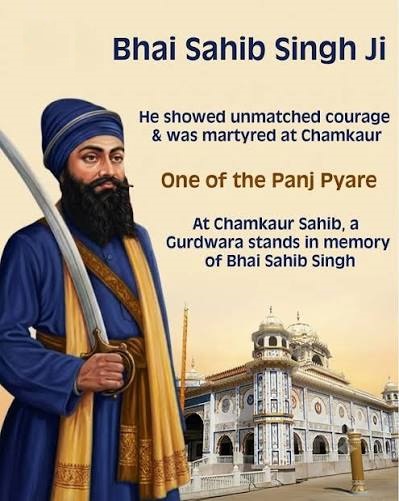 Bhai Sahib Singh Ji
He showed unmatched courage
& was martyred at Chamkaur
One of the Panj Pyare
At Chamkaur Sahib, a
Gurdwara stands in memory
of Bhai Sahib Singh